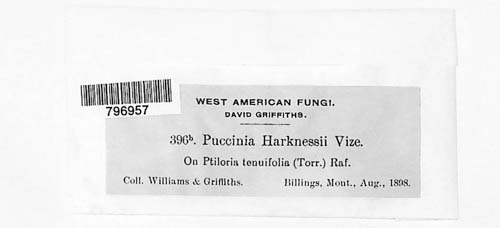 796957
WEST AMERICAN FUNGI.
DAVID GRIFFITHS.
396b. Puccinia Harknessii Vize.
On Ptiloria tenuifolia (Torr.) Raf.
Coll. Williams & Griffiths. Billings, Mont., Aug., 1898.